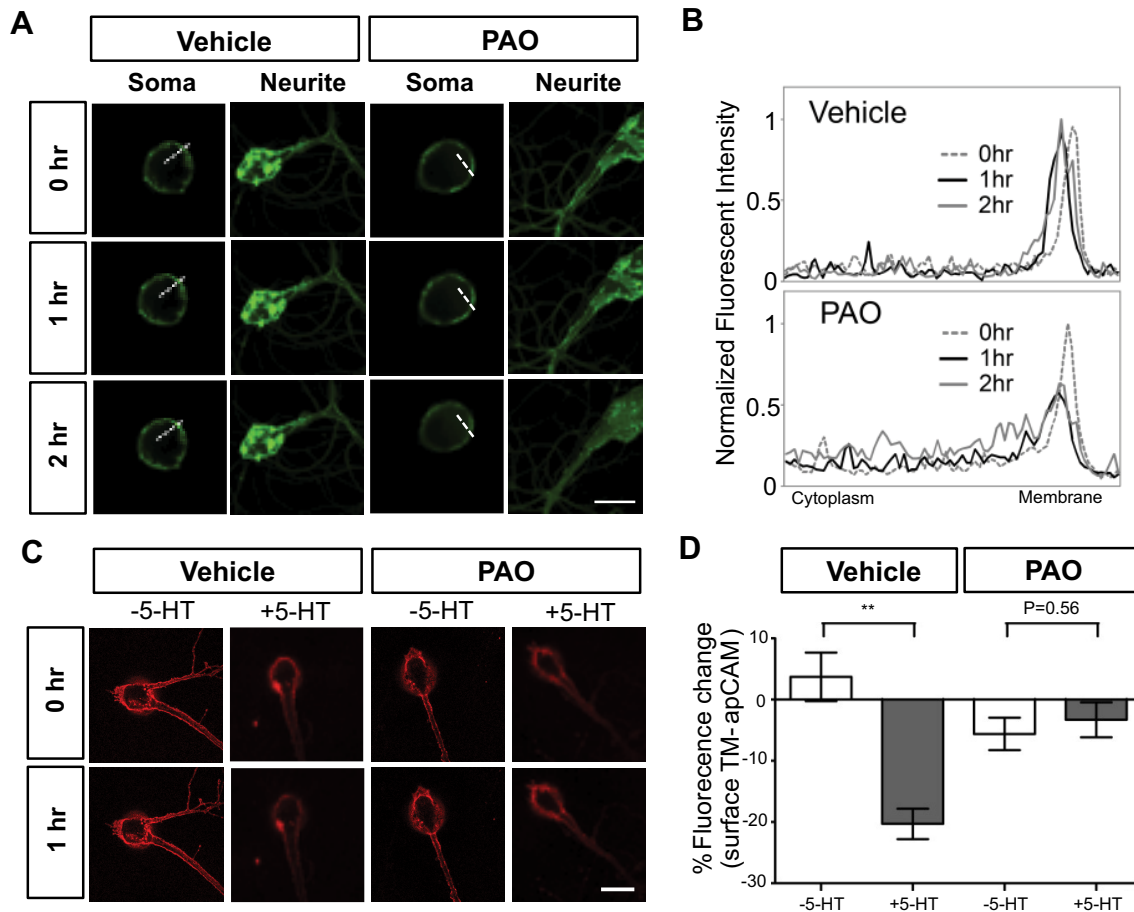 A
Vehicle
PAO
Soma
Neurite
Soma
Neurite
0 hr
1 hr
2 hr
B
Normalized Fluorescent Intensity
1
0.5
0
Vehicle
0hr
1hr
2hr
1
0.5
0
PAO
0hr
1hr
2hr
Cytoplasm
Membrane
C
Vehicle
PAO
-5-HT
+5-HT
-5-HT
+5-HT
0 hr
1 hr
D
Vehicle
PAO
**
P=0.56
% Fluorecence change
(surface TM- apCAM)
10
0
-10
-20
-30
-5-HT
+5-HT
-5-HT
+5-HT